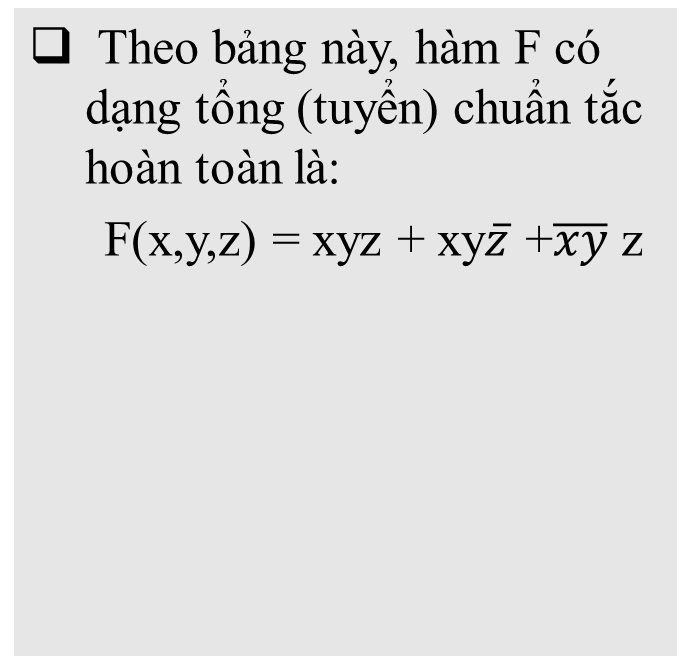 ❑ Theo bảng này, hàm F có
dạng tổng (tuyển) chuẩn tắc
hoàn toàn là:
F(x,y,z) = xyz + xyz̅ +x̅y̅ z